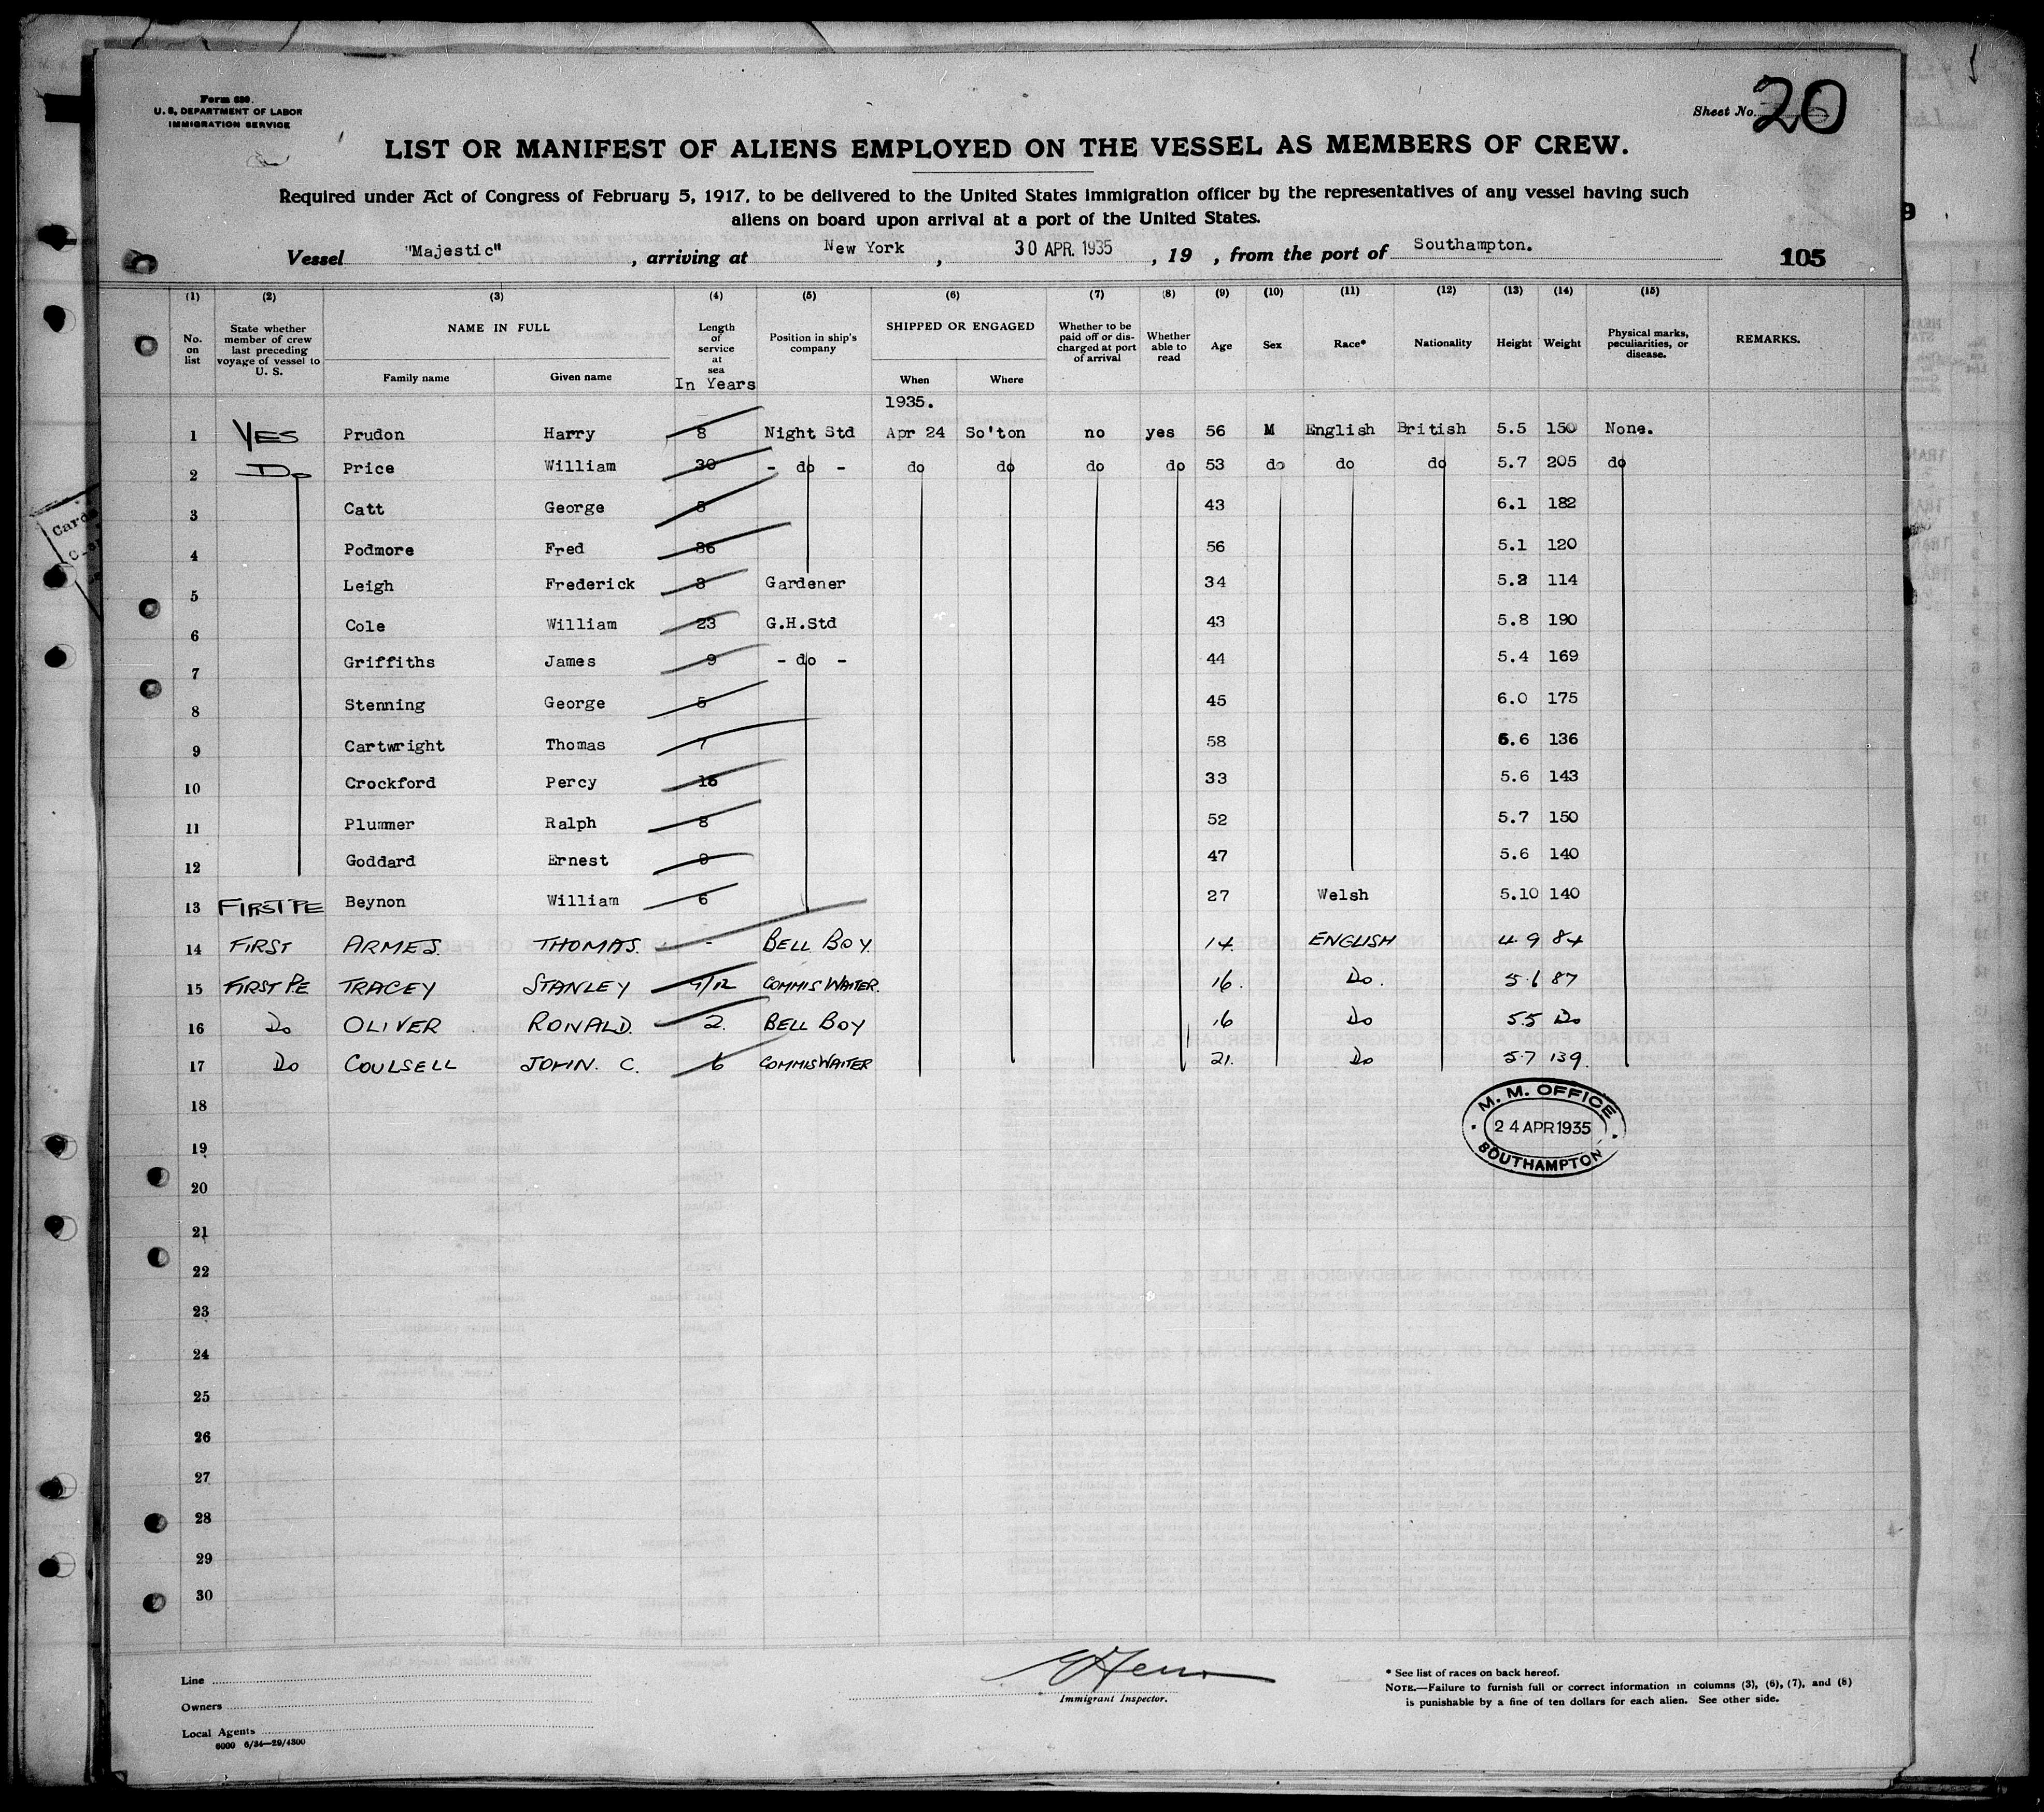 Form 680.
U. S. DEPARTMENT OF LABOR
IMMIGRATION SERVICE
Sheet No. 20
LIST OR MANIFEST OF ALIENS EMPLOYED ON THE VESSEL AS MEMBERS OF CREW.
Required under Act of Congress of February 5, 1917, to be delivered to the United States immigration officer by the representatives of any vessel having such
aliens on board upon arrival at a port of the United States.
Vessel "Majestic", arriving at New York, 30 APR. 1935, 19 , from the port of Southampton. 105
(1) (2) (3) (4) (5) (6) (7) (8) (9) (10) (11) (12) (13) (14) (15)
No. on list State whether member of crew last preceding voyage of vessel to U. S. NAME IN FULL Family name Given name Length of service at sea In Years Position in ship's company SHIPPED OR ENGAGED When Where Whether to be paid off or discharged at port of arrival Whether able to read Age Sex Race* Nationality Height Weight Physical marks, peculiarities, or disease. REMARKS.
1935.
1 YES Prudon Harry 8 Night Std Apr 24 So'ton no yes 56 M English British 5.5 150 None.
2 Do Price William 30 - do - do do do do 53 do do do 5.7 205 do
3 Catt George 5 43 6.1 182
4 Podmore Fred 36 56 5.1 120
5 Leigh Frederick 8 Gardener 34 5.2 114
6 Cole William 23 G.H.Std 43 5.8 190
7 Griffiths James 9 - do - 44 5.4 169
8 Stenning George 5 45 6.0 175
9 Cartwright Thomas 7 58 5.6 136
10 Crockford Percy 16 33 5.6 143
11 Plummer Ralph 8 52 5.7 150
12 Goddard Ernest 9 47 5.6 140
13 FIRST PE Beynon William 6 27 Welsh 5.10 140
14 FIRST ARMES. THOMAS. - BELL BOY. 14. ENGLISH 4 9 84
15 FIRST PE TRACEY STANLEY 9/12 COMMIS WAITER. 16. Do. 5.1 87
16 Do OLIVER RONALD. 2. BELL BOY 16 Do 5.5 Do
17 Do COULSELL JOHN. C. 6 COMMIS WAITER 21. Do 5.7 139.
18
M. M. OFFICE
24 APR 1935
SOUTHAMPTON
19
20
21
22
23
24
25
26
27
28
29
30
Line
Owners
Local Agents
6000 6/34—29/4300
Immigrant Inspector.
* See list of races on back hereof.
NOTE.—Failure to furnish full or correct information in columns (3), (6), (7), and (8)
is punishable by a fine of ten dollars for each alien. See other side.